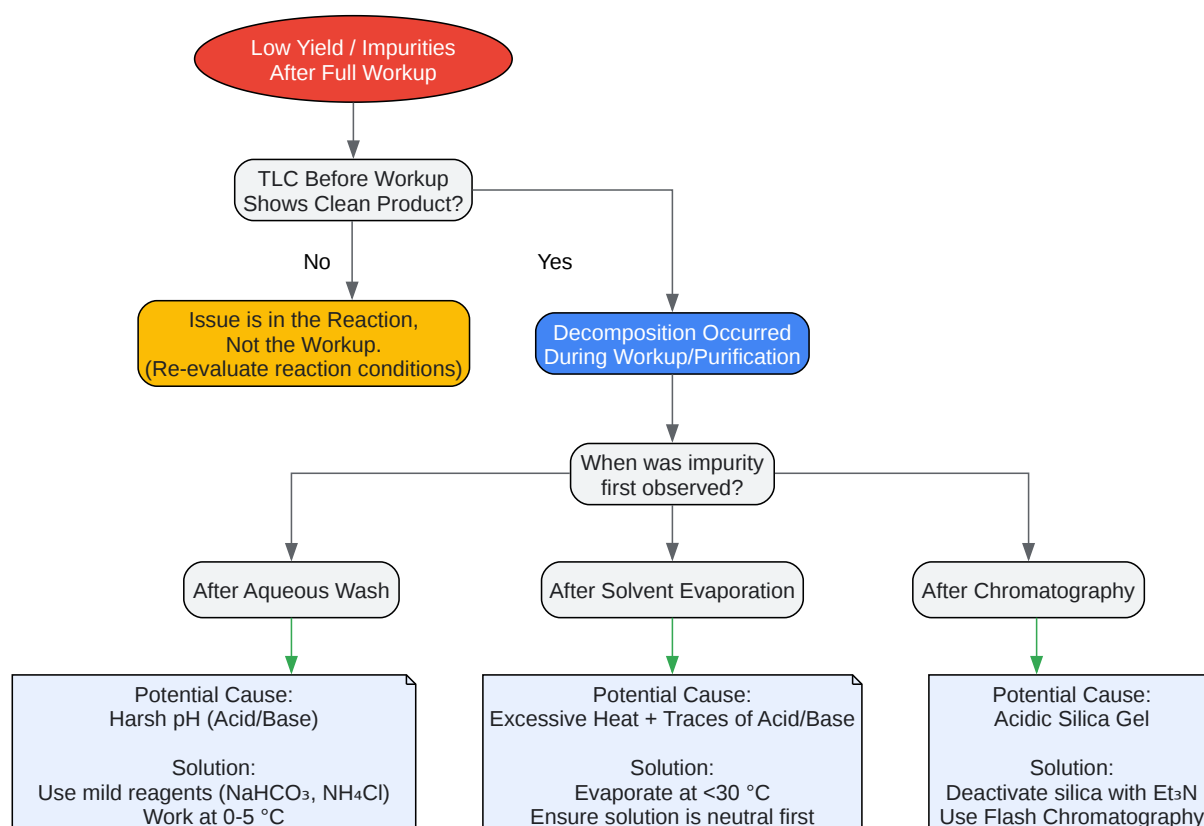 Low Yield / Impurities
After Full Workup
TLC Before Workup
Shows Clean Product?
No
Yes
Issue is in the Reaction,
Not the Workup.
(Re-evaluate reaction conditions)
Decomposition Occurred
During Workup/Purification
When was impurity
first observed?
After Aqueous Wash
After Solvent Evaporation
After Chromatography
Potential Cause:
Harsh pH (Acid/Base)
Solution:
Use mild reagents (NaHCO₃, NH₄Cl)
Work at 0-5 °C
Potential Cause:
Excessive Heat + Traces of Acid/Base
Solution:
Evaporate at <30 °C
Ensure solution is neutral first
Potential Cause:
Acidic Silica Gel
Solution:
Deactivate silica with Et₃N
Use Flash Chromatography